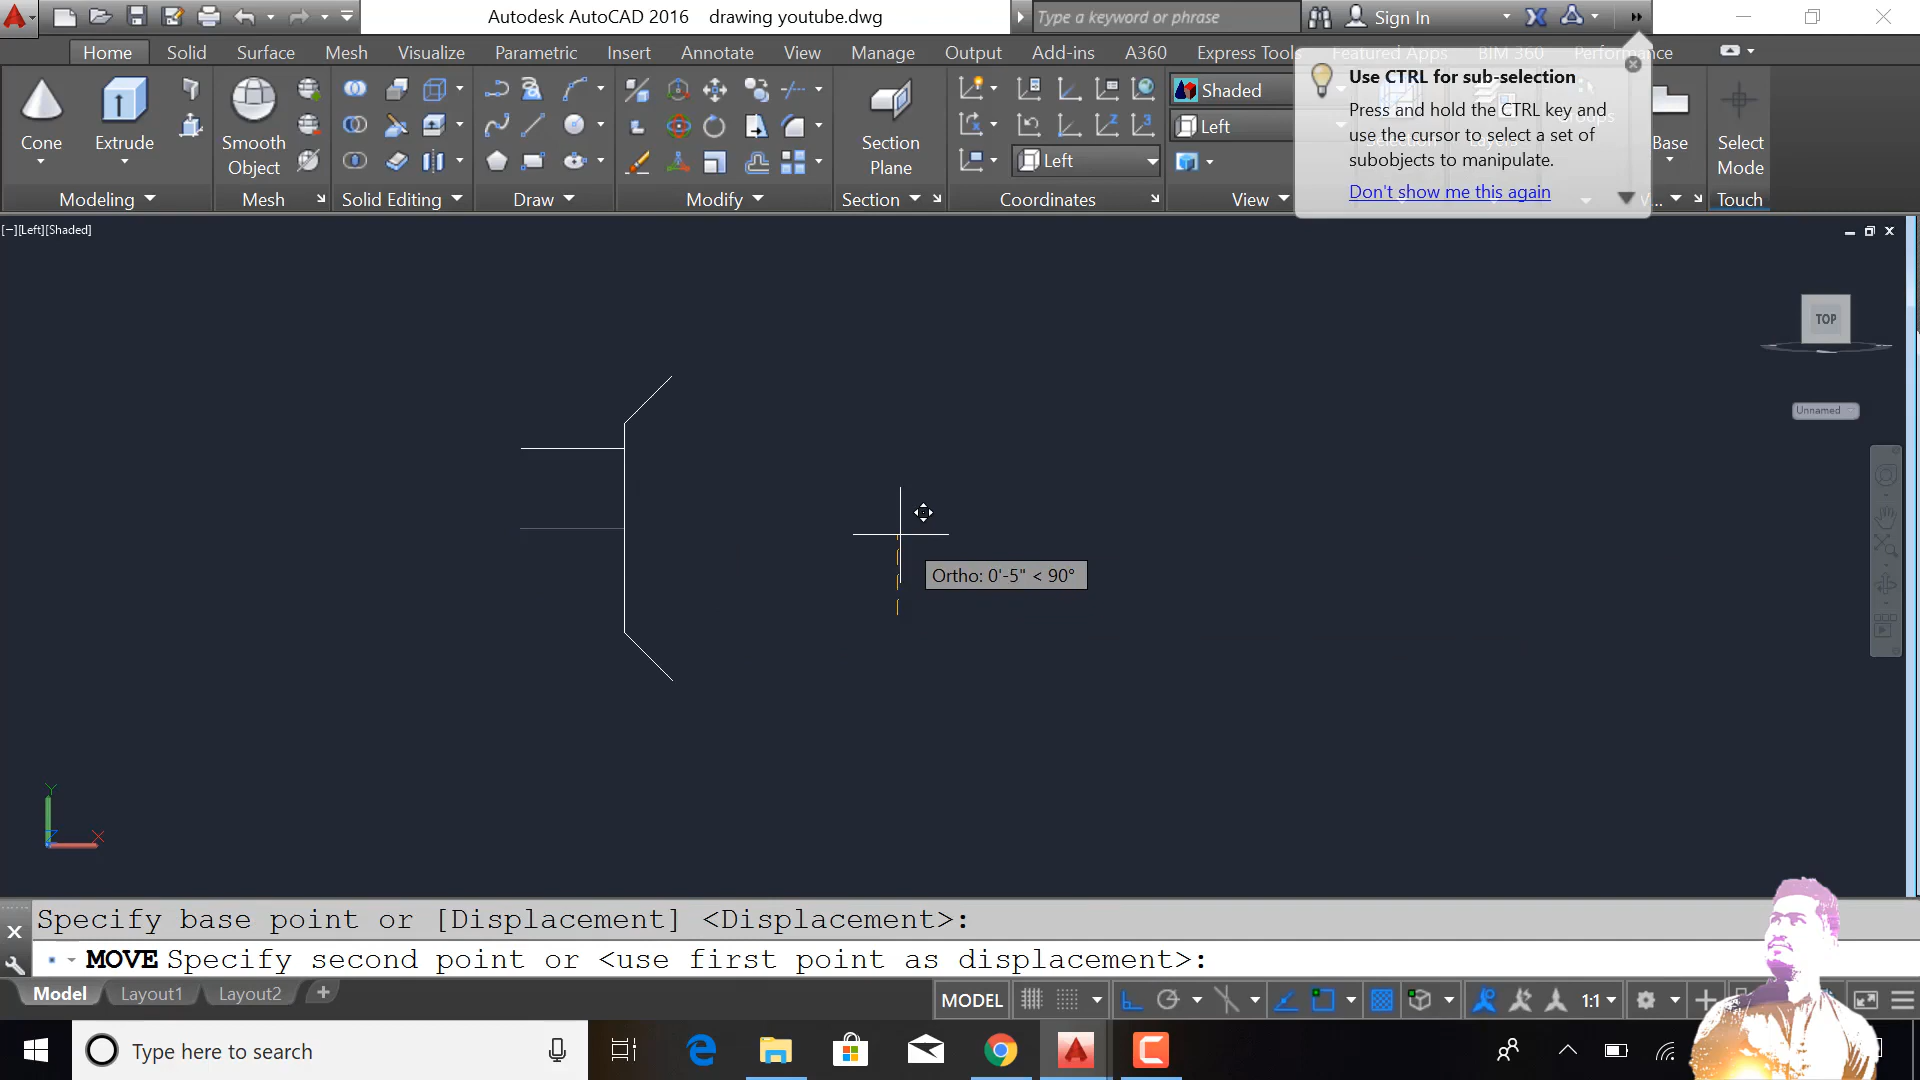 Autodesk AutoCAD 2016 drawing youtube.dwg
Type a keyword or phrase
Sign In
Home Solid Surface Mesh Visualize Parametric Insert Annotate View Manage Output Add-ins A360 Express Tools Featured Apps BIM 360 Performance
Cone
Extrude
Smooth
Object
Section
Plane
Shaded
Left
Left
Base
Select
Mode
Use CTRL for sub-selection
Press and hold the CTRL key and
use the cursor to select a set of
subobjects to manipulate.
Don't show me this again
Modeling Mesh Solid Editing Draw Modify Section Coordinates View Touch
[−][Left][Shaded]
TOP
Unnamed
Ortho: 0'-5" < 90°
Y
X
Z
Specify base point or [Displacement] <Displacement>:
MOVE Specify second point or <use first point as displacement>:
Model Layout1 Layout2
MODEL
1:1
Type here to search